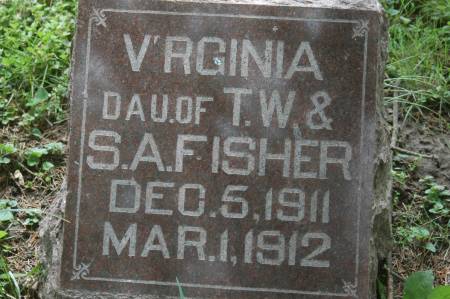 VIRGINIA
DAU. OF T.W. &
S.A. FISHER
DEC. 5, 1911
MAR. 1, 1912